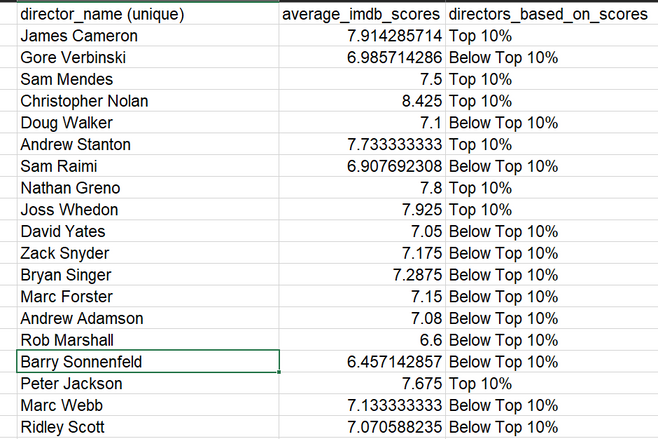 director_name (unique) average_imdb_scores directors_based_on_scores
James Cameron 7.914285714 Top 10%
Gore Verbinski 6.985714286 Below Top 10%
Sam Mendes 7.5 Top 10%
Christopher Nolan 8.425 Top 10%
Doug Walker 7.1 Below Top 10%
Andrew Stanton 7.733333333 Top 10%
Sam Raimi 6.907692308 Below Top 10%
Nathan Greno 7.8 Top 10%
Joss Whedon 7.925 Top 10%
David Yates 7.05 Below Top 10%
Zack Snyder 7.175 Below Top 10%
Bryan Singer 7.2875 Below Top 10%
Marc Forster 7.15 Below Top 10%
Andrew Adamson 7.08 Below Top 10%
Rob Marshall 6.6 Below Top 10%
Barry Sonnenfeld 6.457142857 Below Top 10%
Peter Jackson 7.675 Top 10%
Marc Webb 7.133333333 Below Top 10%
Ridley Scott 7.070588235 Below Top 10%